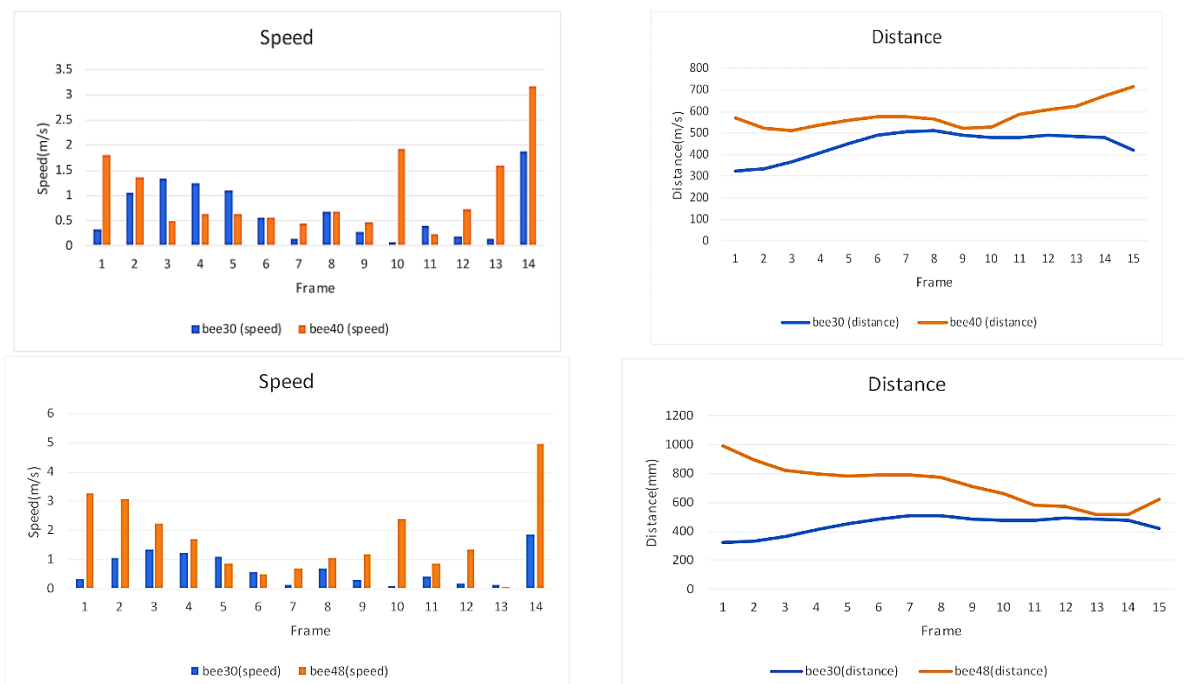 Speed
3.5
3
2.5
2
1.5
1
0.5
0
Speed(m/s)
1 2 3 4 5 6 7 8 9 10 11 12 13 14
Frame
bee30 (speed) bee40 (speed)
Distance
800
700
600
500
400
300
200
100
0
Distance(m/s)
1 2 3 4 5 6 7 8 9 10 11 12 13 14 15
Frame
bee30 (distance) bee40 (distance)
Speed
6
5
4
3
2
1
0
Speed(m/s)
1 2 3 4 5 6 7 8 9 10 11 12 13 14
Frame
bee30(speed) bee48(speed)
Distance
1200
1000
800
600
400
200
0
Distance(mm)
1 2 3 4 5 6 7 8 9 10 11 12 13 14 15
Frame
bee30(distance) bee48(distance)